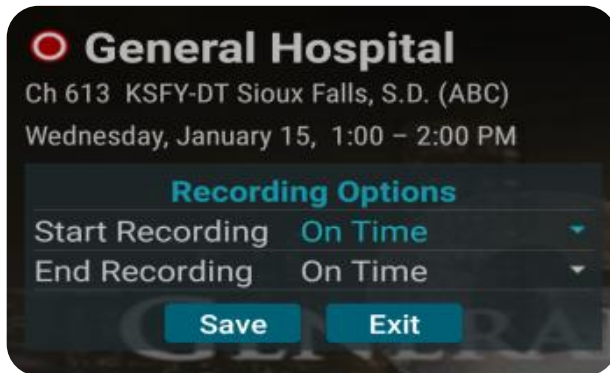 General Hospital
Ch 613 KSFY-DT Sioux Falls, S.D. (ABC)
Wednesday, January 15, 1:00 – 2:00 PM
Recording Options
Start Recording On Time
End Recording On Time
Save Exit
GENERA